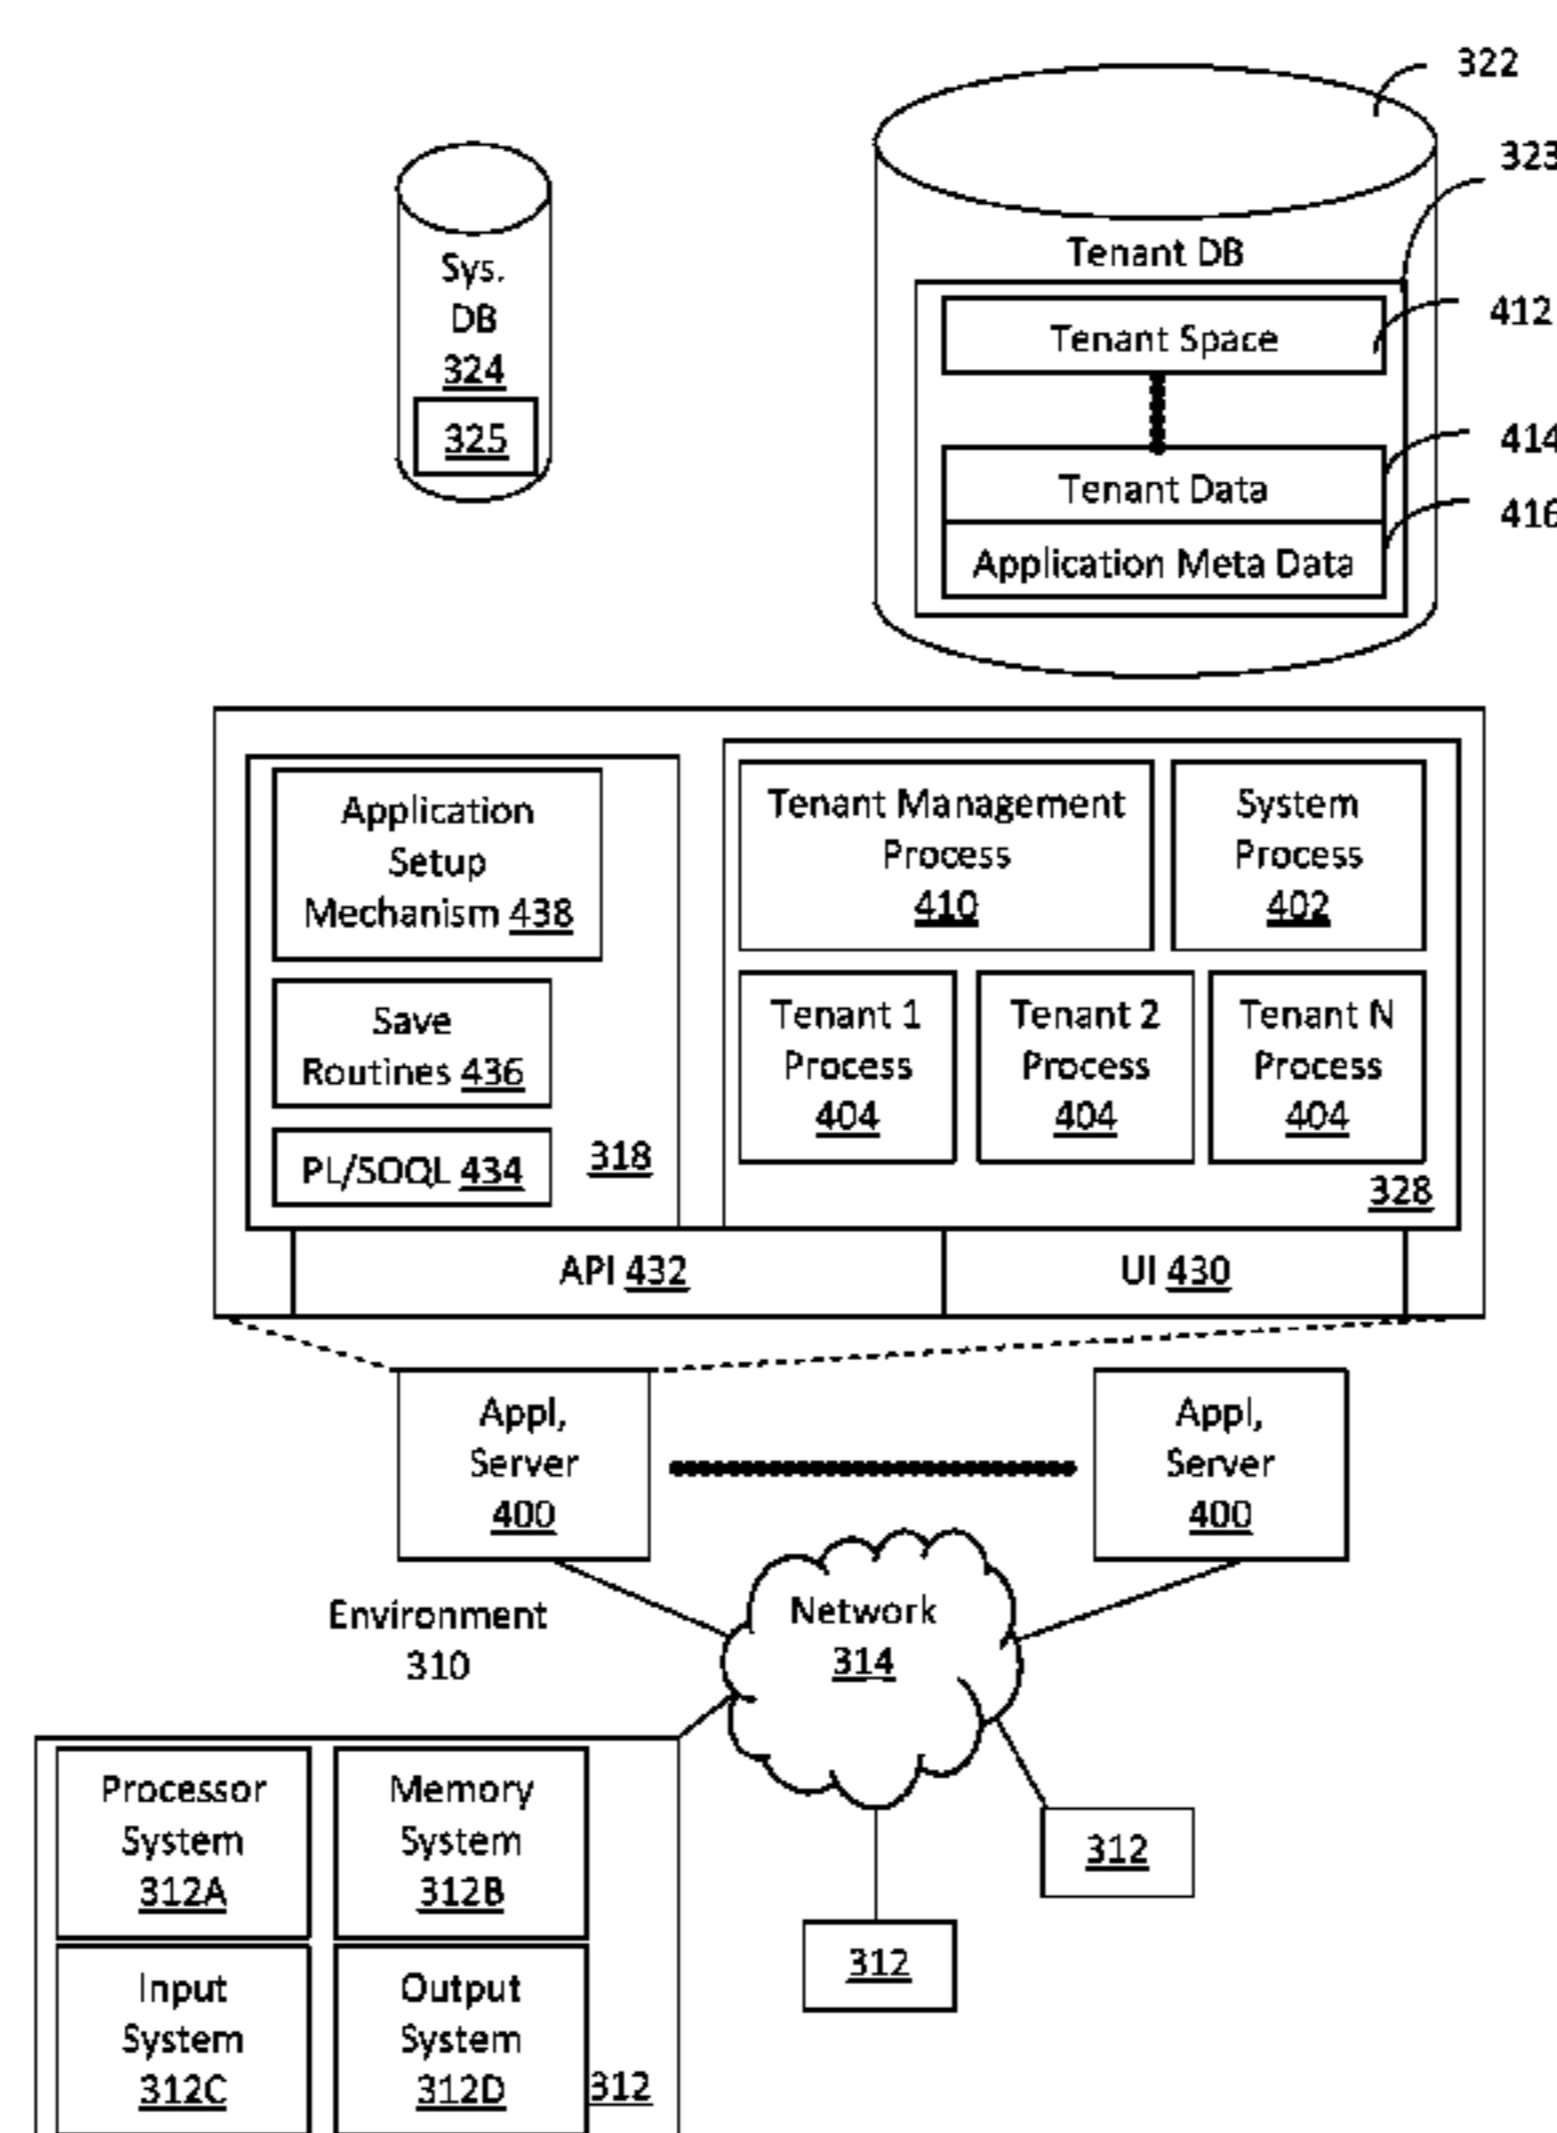 322
323
Sys.
DB
324
325
Tenant DB
Tenant Space
412
Tenant Data
414
Application Meta Data
416
Application
Setup
Mechanism 438
Save
Routines 436
PL/SOQL 434
318
Tenant Management
Process
410
System
Process
402
Tenant 1
Process
404
Tenant 2
Process
404
Tenant N
Process
404
328
API 432
UI 430
Appl,
Server
400
Appl,
Server
400
Environment
310
Network
314
Processor
System
312A
Memory
System
312B
Input
System
312C
Output
System
312D
312
312
312